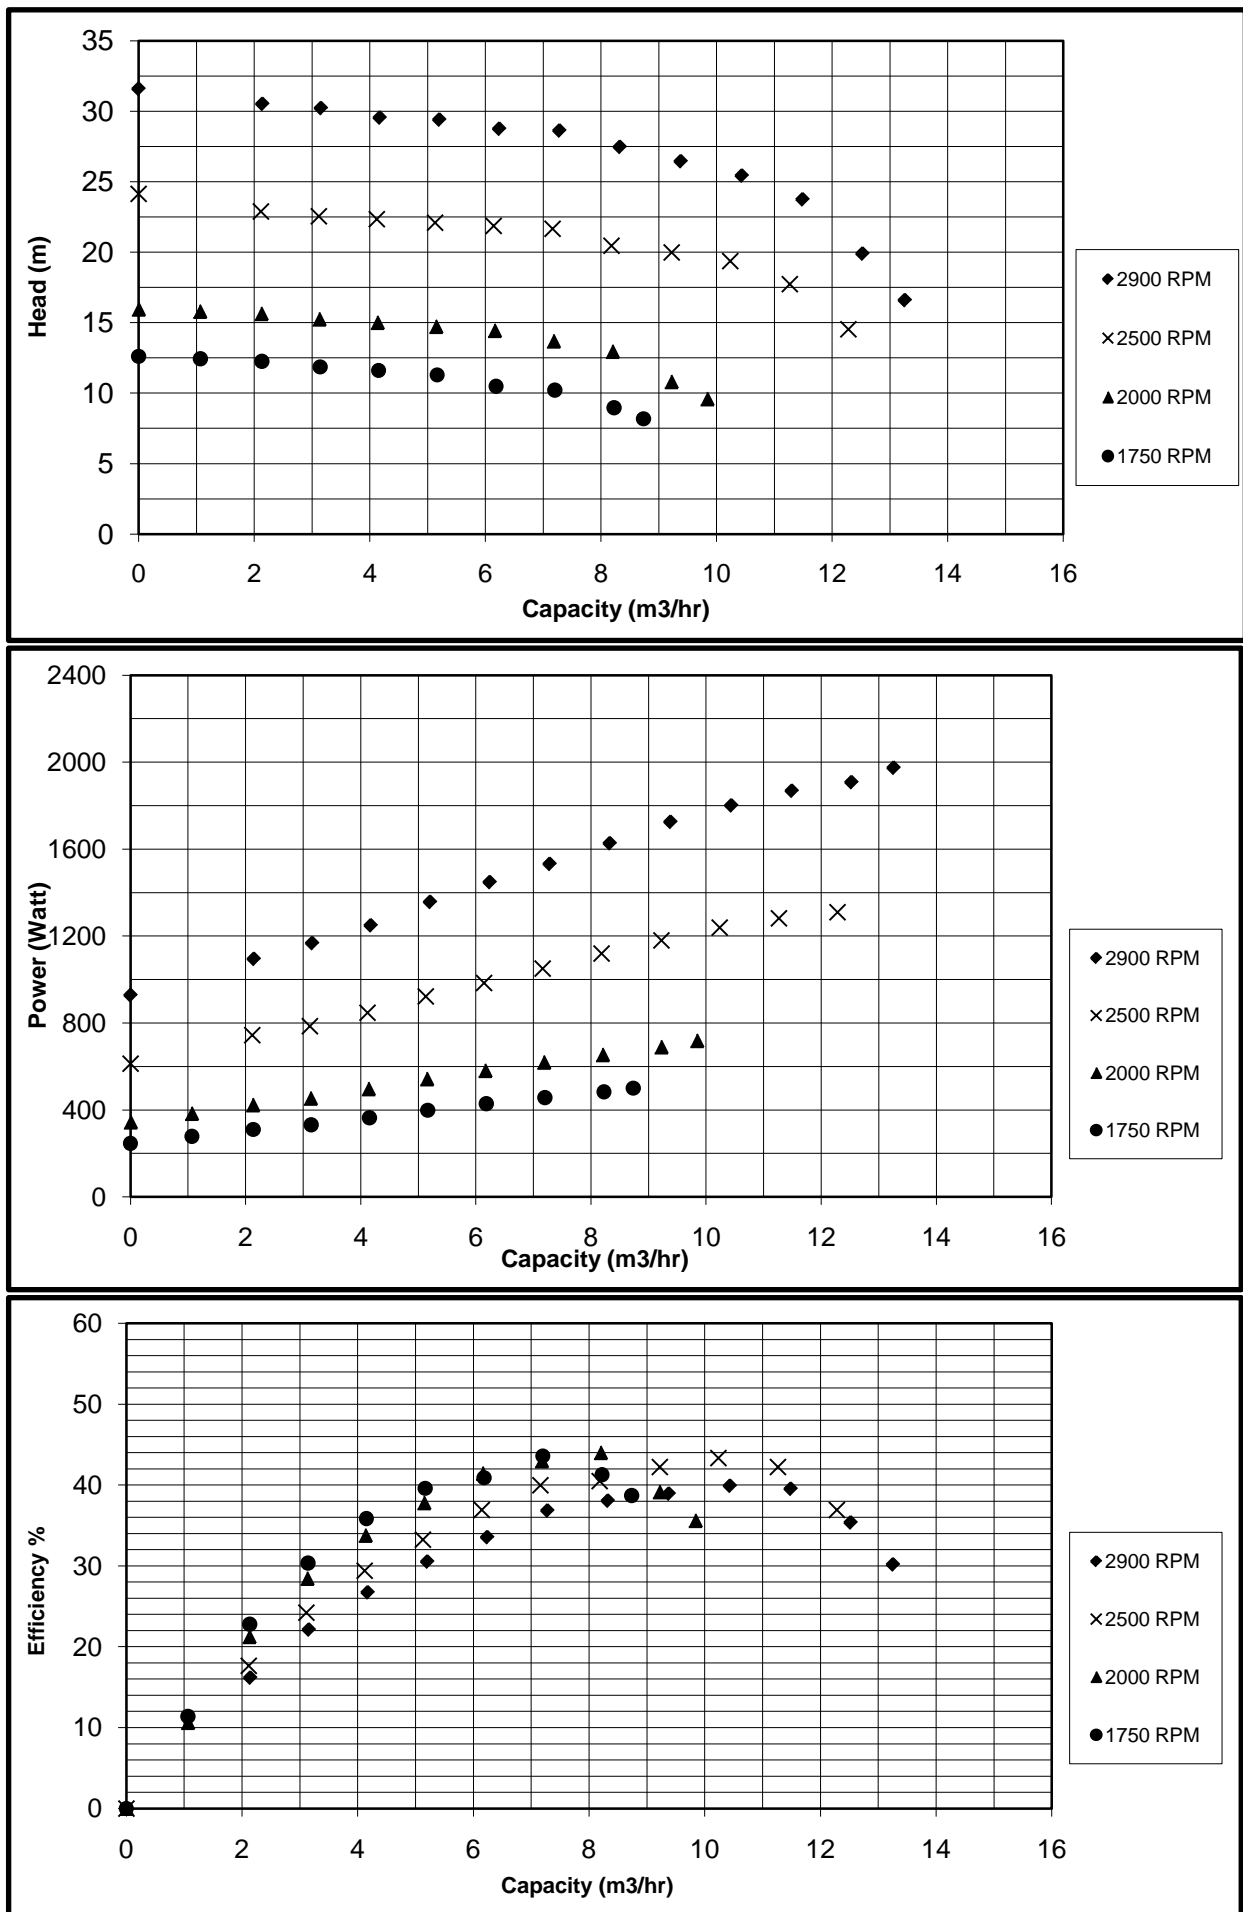 35
30
25
20
15
10
5
0
Head (m)
0 2 4 6 8 10 12 14 16
Capacity (m3/hr)
2900 RPM
2500 RPM
2000 RPM
1750 RPM
2400
2000
1600
1200
800
400
0
Power (Watt)
0 2 4 6 8 10 12 14 16
Capacity (m3/hr)
2900 RPM
2500 RPM
2000 RPM
1750 RPM
60
50
40
30
20
10
0
Efficiency %
0 2 4 6 8 10 12 14 16
Capacity (m3/hr)
2900 RPM
2500 RPM
2000 RPM
1750 RPM